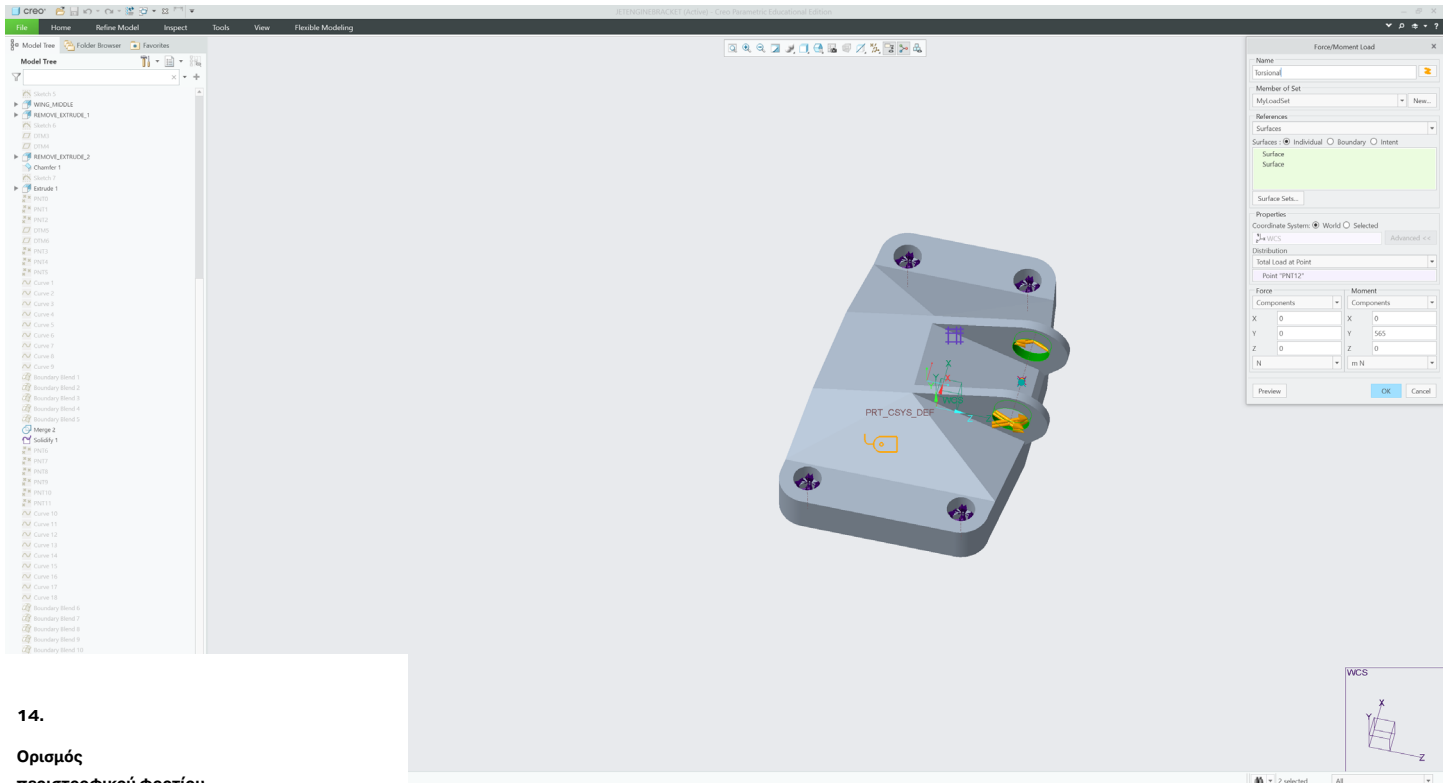 creo
JETENGINEBRACKET (Active) - Creo Parametric Educational Edition
File Home Refine Model Inspect Tools View Flexible Modeling
Model Tree Folder Browser Favorites
Model Tree
Sketch 5
WING_MIDDLE
REMOVE_EXTRUDE_1
Sketch 6
DTM3
DTM4
REMOVE_EXTRUDE_2
Chamfer 1
Sketch 7
Extrude 1
PNT0
PNT1
PNT2
DTM5
DTM6
PNT3
PNT4
PNT5
Curve 1
Curve 2
Curve 3
Curve 4
Curve 5
Curve 6
Curve 7
Curve 8
Curve 9
Boundary Blend 1
Boundary Blend 2
Boundary Blend 3
Boundary Blend 4
Boundary Blend 5
Merge 2
Solidify 1
PNT6
PNT7
PNT8
PNT9
PNT10
PNT11
Curve 10
Curve 11
Curve 12
Curve 13
Curve 14
Curve 15
Curve 16
Curve 17
Curve 18
Boundary Blend 6
Boundary Blend 7
Boundary Blend 8
Boundary Blend 9
Boundary Blend 10
X
Y
X
WCS
PRT_CSYS_DEF
Z
Force/Moment Load
Name
Torsional
Member of Set
MyLoadSet New...
References
Surfaces
Surfaces : Individual Boundary Intent
Surface
Surface
Surface Sets...
Properties
Coordinate System: World Selected
WCS Advanced <<
Distribution
Total Load at Point
Point "PNT12"
Force Moment
Components Components
X 0 X 0
Y 0 Y 565
Z 0 Z 0
N m N
Preview OK Cancel
WCS
X
Y
Z
2 selected All
14.
Ορισμός
περιστροφικού φορτίου